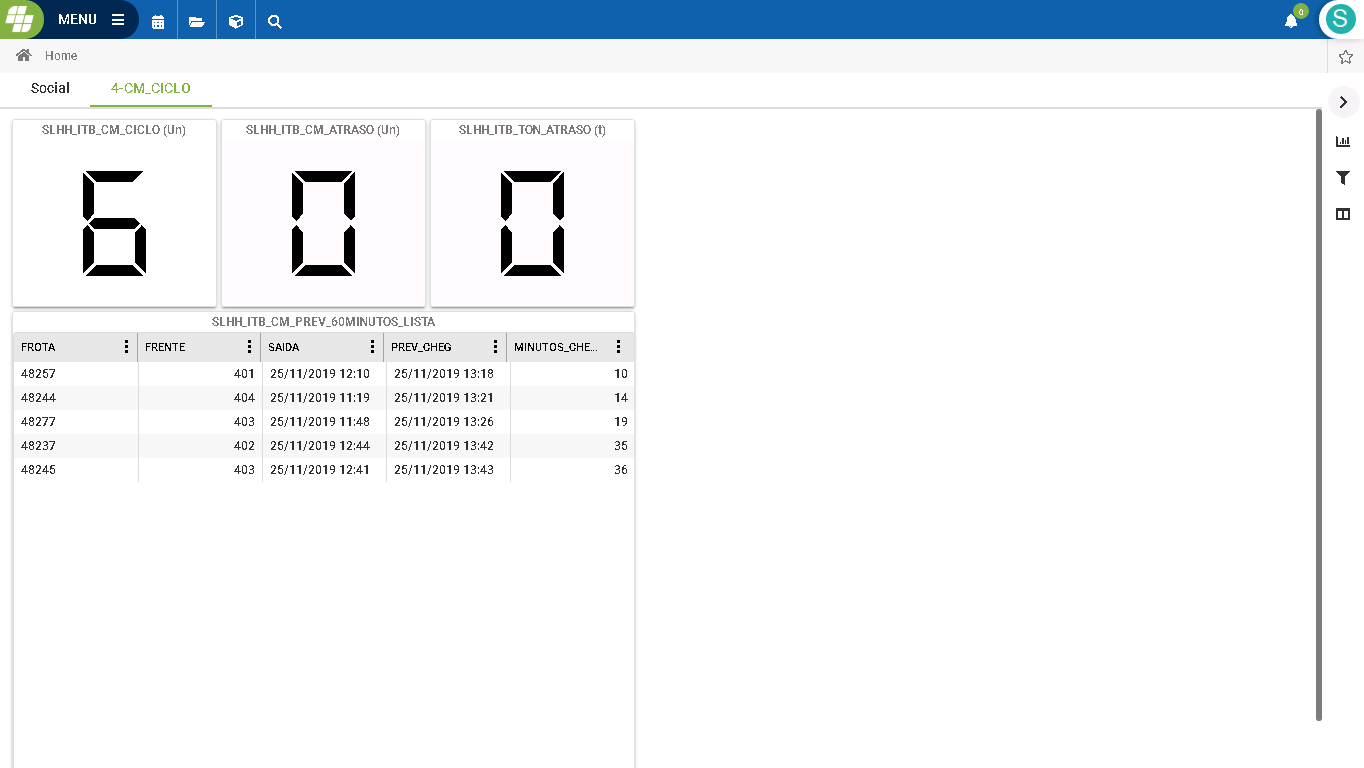 MENU
0
S
Home
Social 4-CM_CICLO
SLHH_ITB_CM_CICLO (Un) SLHH_ITB_CM_ATRASO (Un) SLHH_ITB_TON_ATRASO (t)
6 0 0
SLHH_ITB_CM_PREV_60MINUTOS_LISTA
FROTA FRENTE SAIDA PREV_CHEG MINUTOS_CHE...
48257 401 25/11/2019 12:10 25/11/2019 13:18 10
48244 404 25/11/2019 11:19 25/11/2019 13:21 14
48277 403 25/11/2019 11:48 25/11/2019 13:26 19
48237 402 25/11/2019 12:44 25/11/2019 13:42 35
48245 403 25/11/2019 12:41 25/11/2019 13:43 36